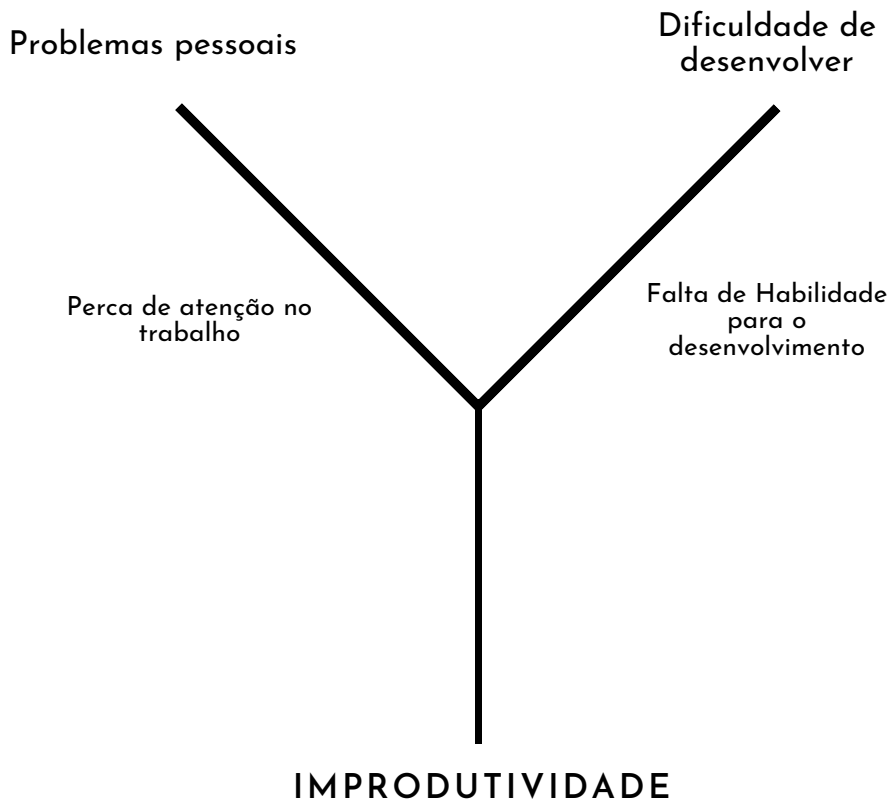 Problemas pessoais
Dificuldade de
desenvolver
Perca de atenção no
trabalho
Falta de Habilidade
para o
desenvolvimento
IMPRODUTIVIDADE